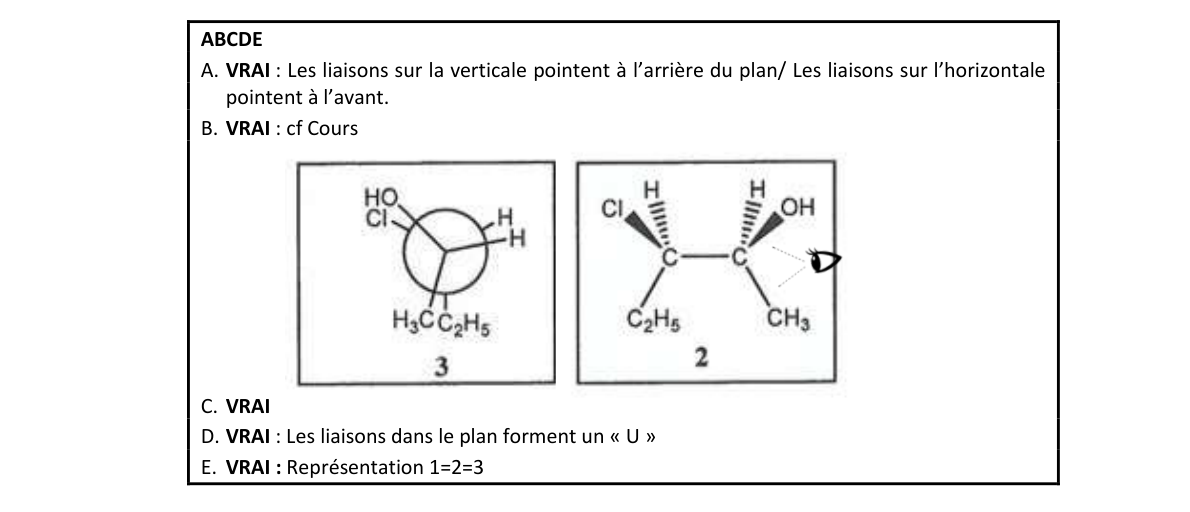 ABCDE
A. VRAI : Les liaisons sur la verticale pointent à l’arrière du plan/ Les liaisons sur l’horizontale
pointent à l’avant.
B. VRAI : cf Cours
HO
Cl
H
H
H₃C C₂H₅
3
H H
Cl OH
C C
C₂H₅ CH₃
2
C. VRAI
D. VRAI : Les liaisons dans le plan forment un « U »
E. VRAI : Représentation 1=2=3